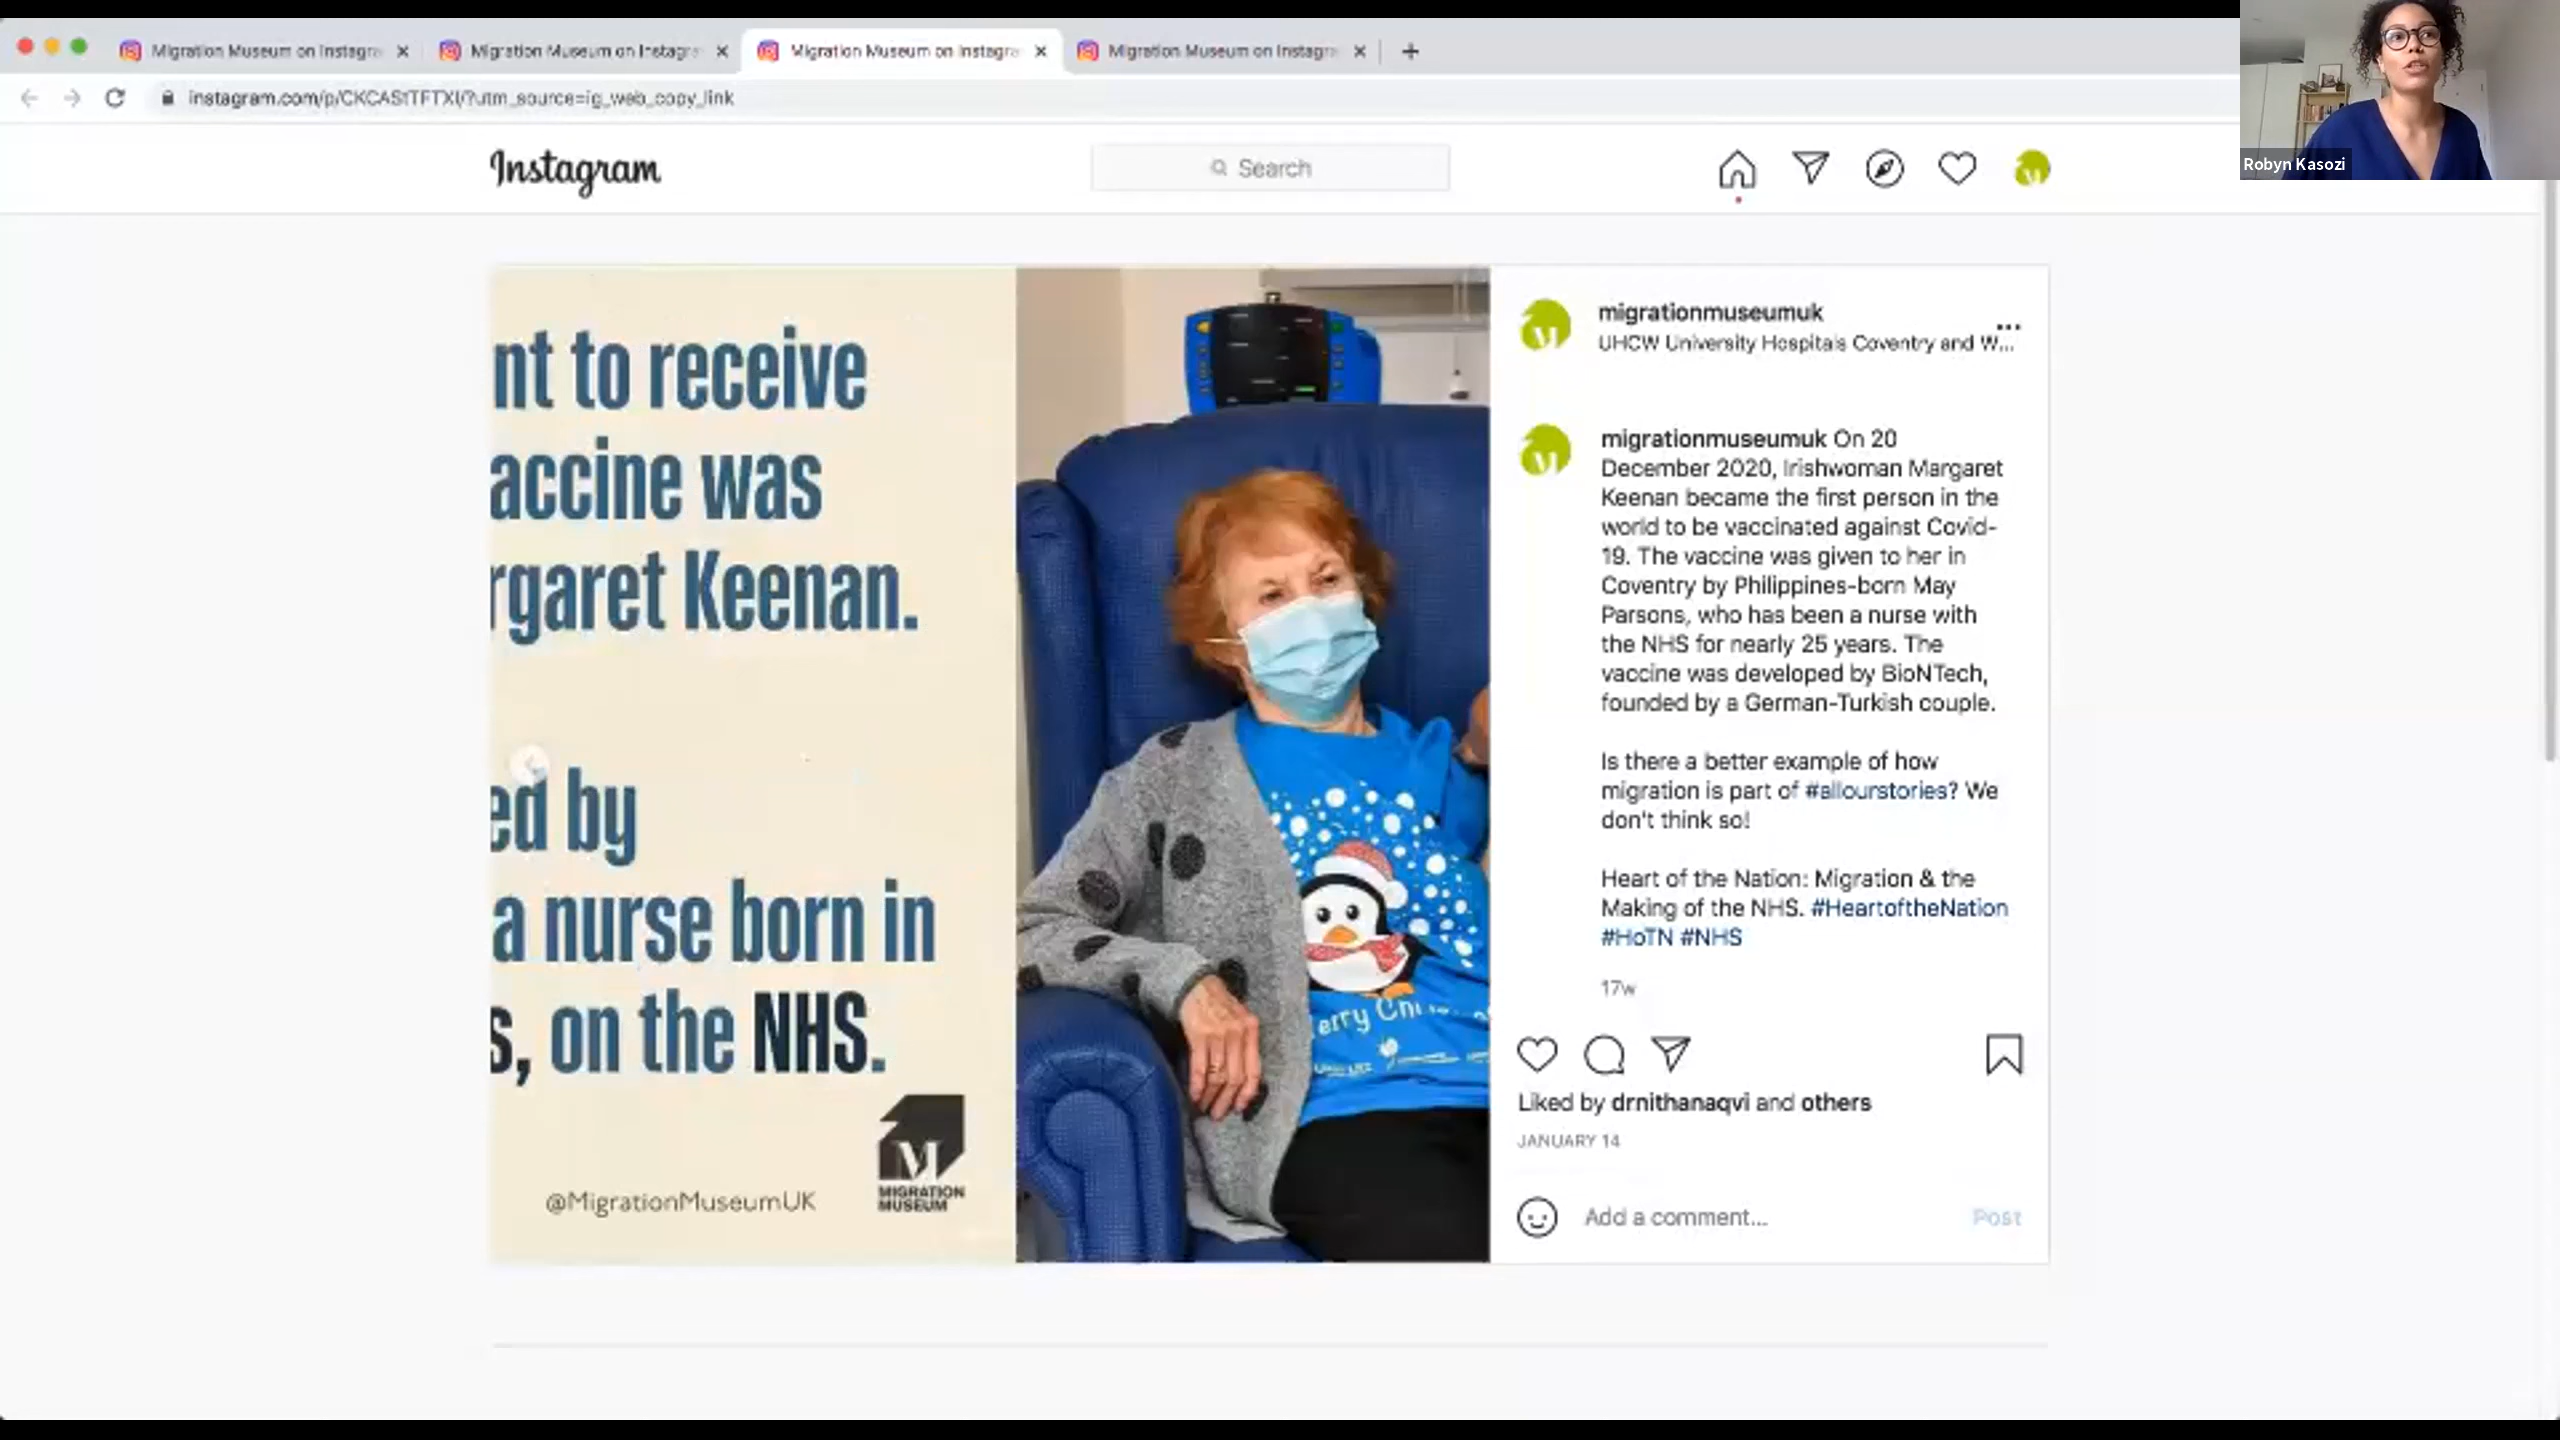 Migration Museum on Instagr
Migration Museum on Instagr
Migration Museum on Instagra
Migration Museum on Instagr
instagram.com/p/CKCAStTFTXI/?utm_source=ig_web_copy_link
Robyn Kasozi
Instagram
Search
nt to receive
accine was
rgaret Keenan.
ed by
a nurse born in
s, on the NHS.
@MigrationMuseumUK
M
MIGRATION
MUSEUM
erry Ch
migrationmuseumuk
UHCW University Hospitals Coventry and W...
migrationmuseumuk On 20
December 2020, Irishwoman Margaret
Keenan became the first person in the
world to be vaccinated against Covid-
19. The vaccine was given to her in
Coventry by Philippines-born May
Parsons, who has been a nurse with
the NHS for nearly 25 years. The
vaccine was developed by BioNTech,
founded by a German-Turkish couple.
Is there a better example of how
migration is part of #allourstories? We
don't think so!
Heart of the Nation: Migration & the
Making of the NHS. #HeartoftheNation
#HoTN #NHS
17w
Liked by drnithanaqvi and others
JANUARY 14
Add a comment...
Post